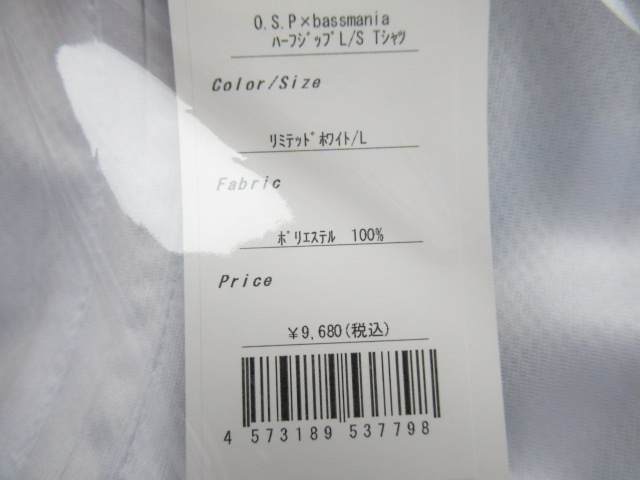 O.S.P×bassmania
ﾊｰﾌｼﾞｯﾌﾟL/S Tｼｬﾂ
Color/Size
ﾘﾐﾃｯﾄﾞﾎﾜｲﾄ/L
Fabric
ﾎﾟﾘｴｽﾃﾙ 100%
Price
￥9,680(税込)
4 573189 537798